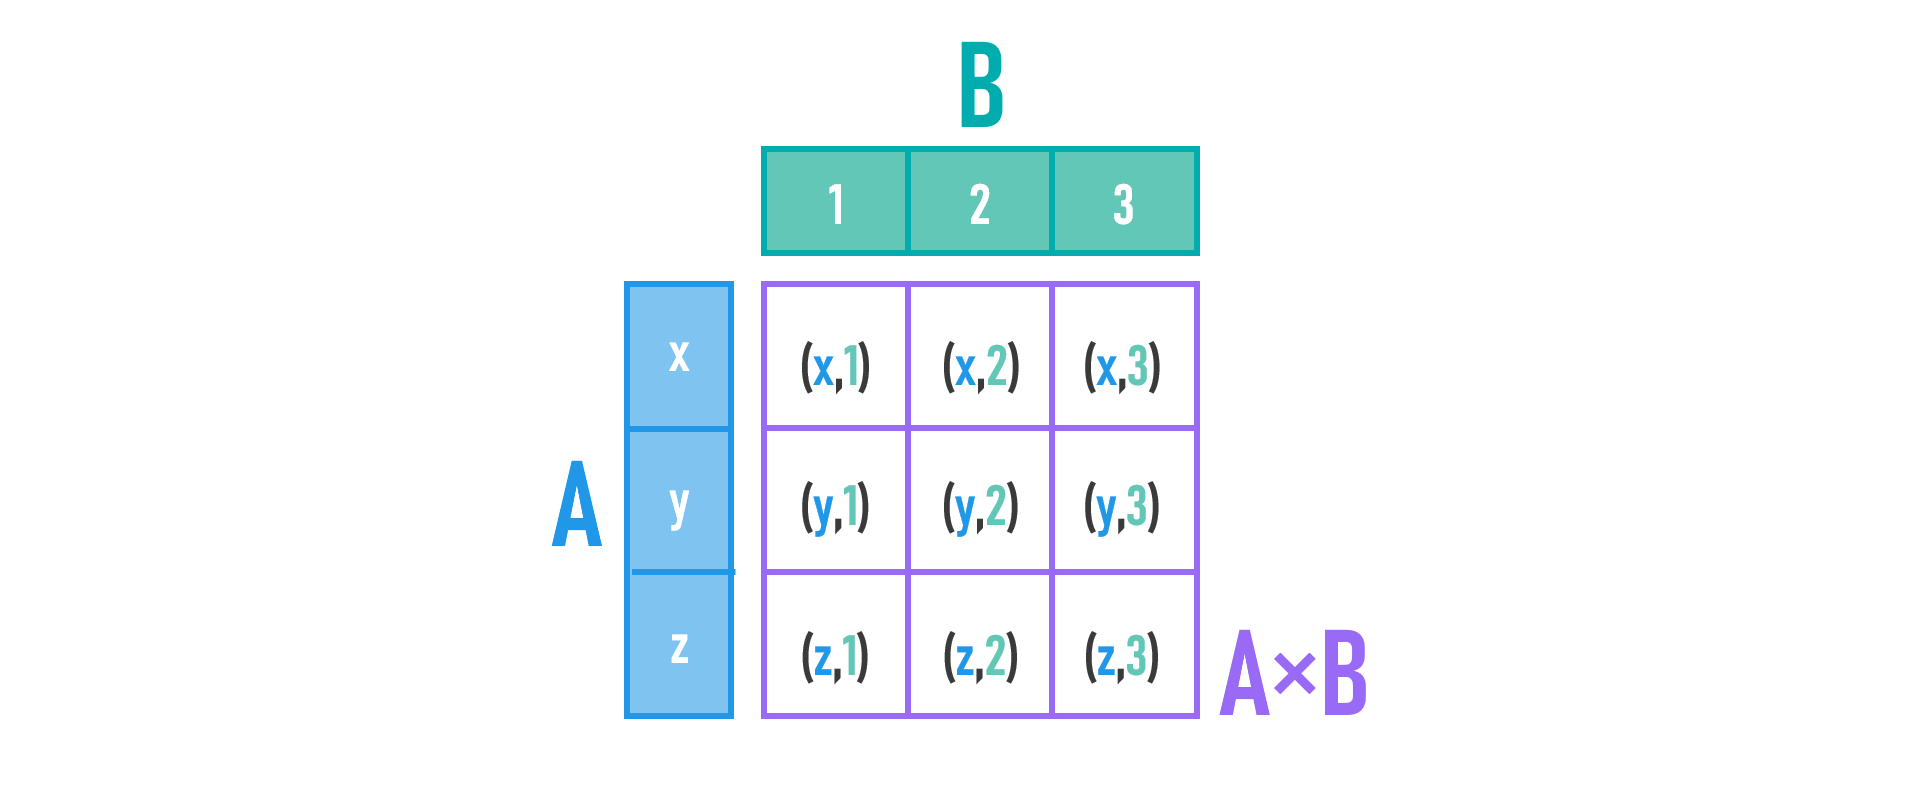 B
1 2 3
x (x,1) (x,2) (x,3)
A
y (y,1) (y,2) (y,3)
z (z,1) (z,2) (z,3)
A×B